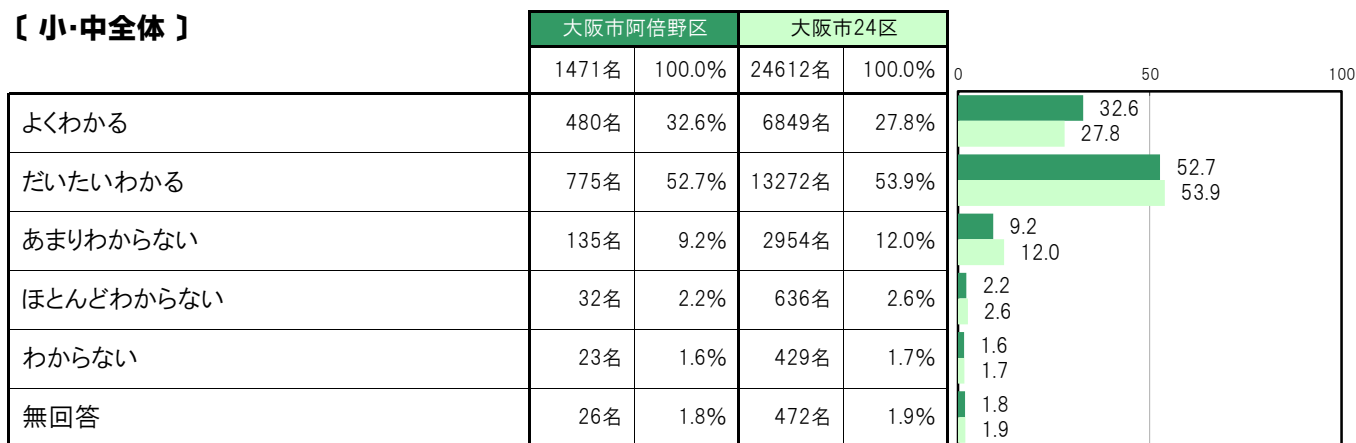 〔 小・中全体 〕
大阪市阿倍野区 大阪市24区
1471名 100.0% 24612名 100.0% 0 50 100
よくわかる 480名 32.6% 6849名 27.8% 32.6
27.8
だいたいわかる 775名 52.7% 13272名 53.9% 52.7
53.9
あまりわからない 135名 9.2% 2954名 12.0% 9.2
12.0
ほとんどわからない 32名 2.2% 636名 2.6% 2.2
2.6
わからない 23名 1.6% 429名 1.7% 1.6
1.7
無回答 26名 1.8% 472名 1.9% 1.8
1.9